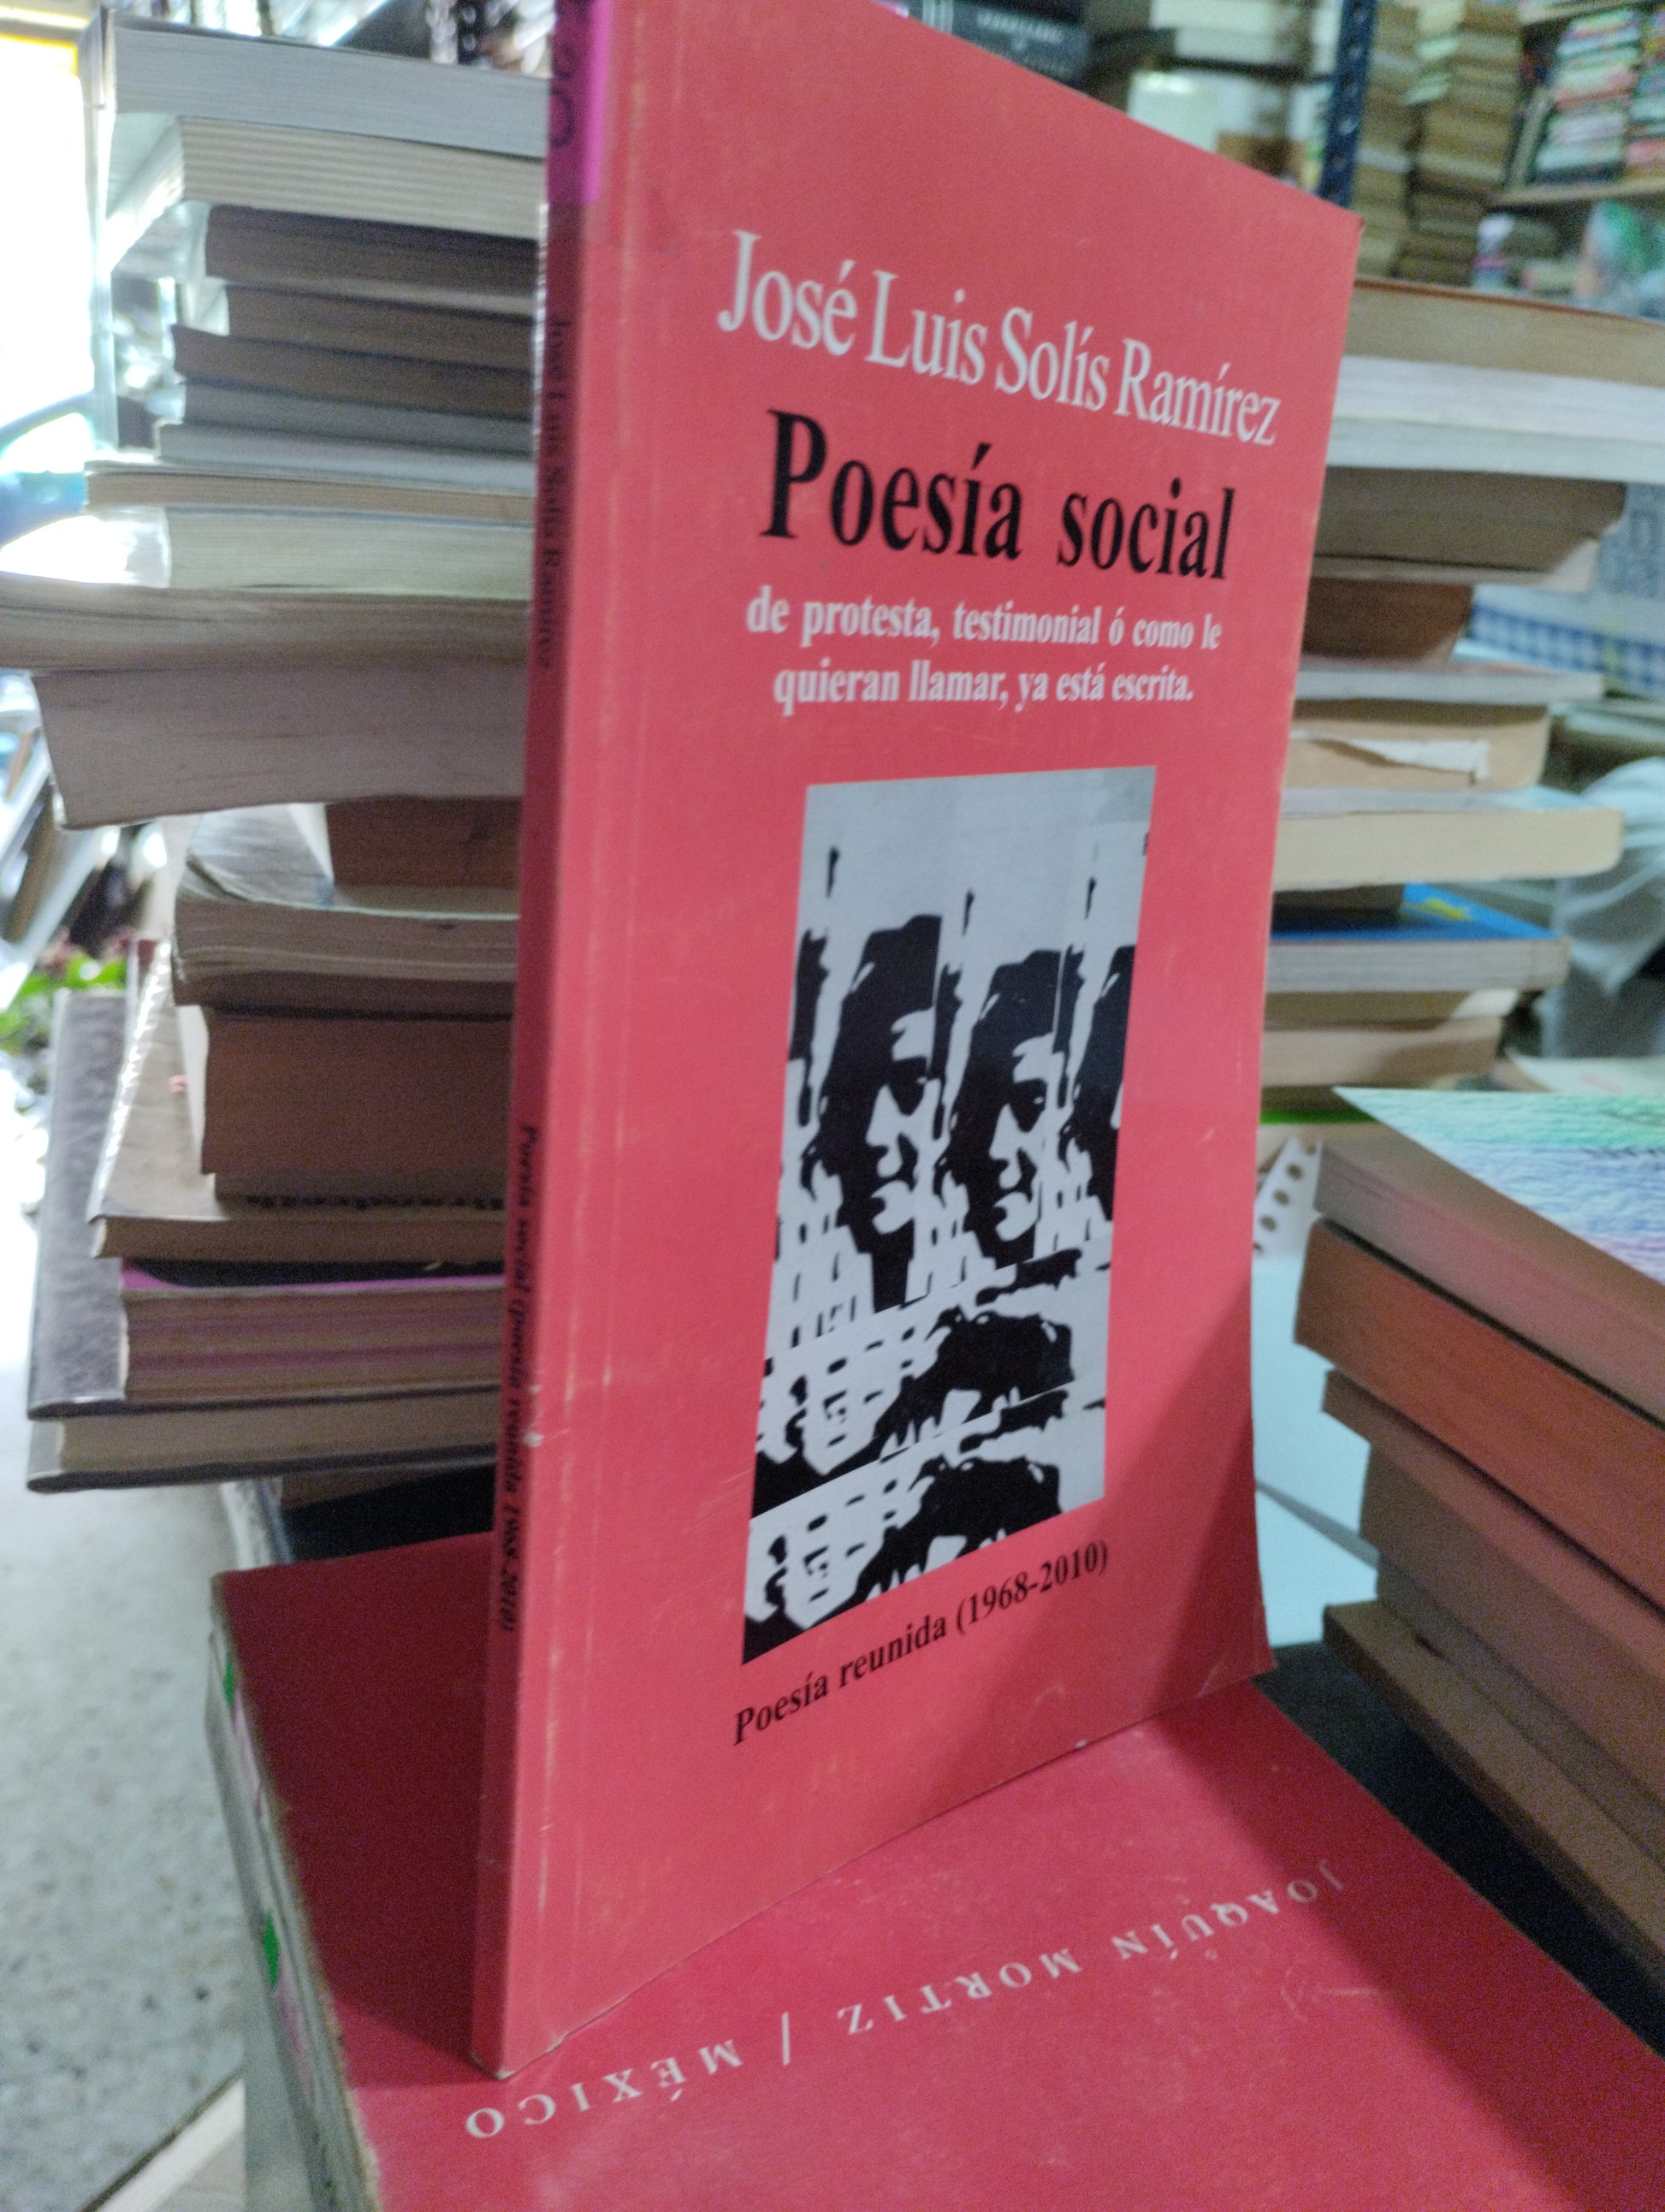 José Luis Solís Ramírez
Poesía social
de protesta, testimonial ó como le
quieran llamar, ya está escrita.
Poesía reunida (1968-2010)
José Luis Solís Ramírez
Poesía social (poesía reunida 1968-2010)
JOAQUÍN MORTIZ / MÉXICO